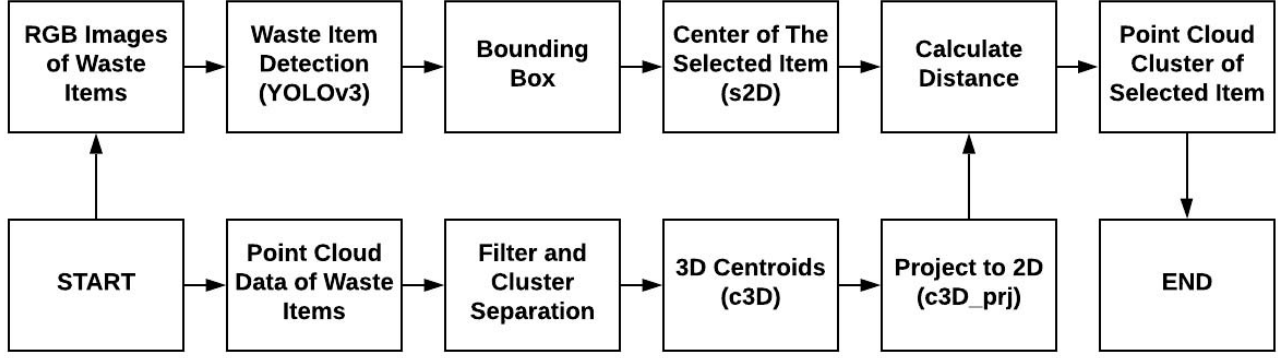 RGB Images
of Waste
Items
Waste Item
Detection
(YOLOv3)
Bounding
Box
Center of The
Selected Item
(s2D)
Calculate
Distance
Point Cloud
Cluster of
Selected Item
START
Point Cloud
Data of Waste
Items
Filter and
Cluster
Separation
3D Centroids
(c3D)
Project to 2D
(c3D_prj)
END